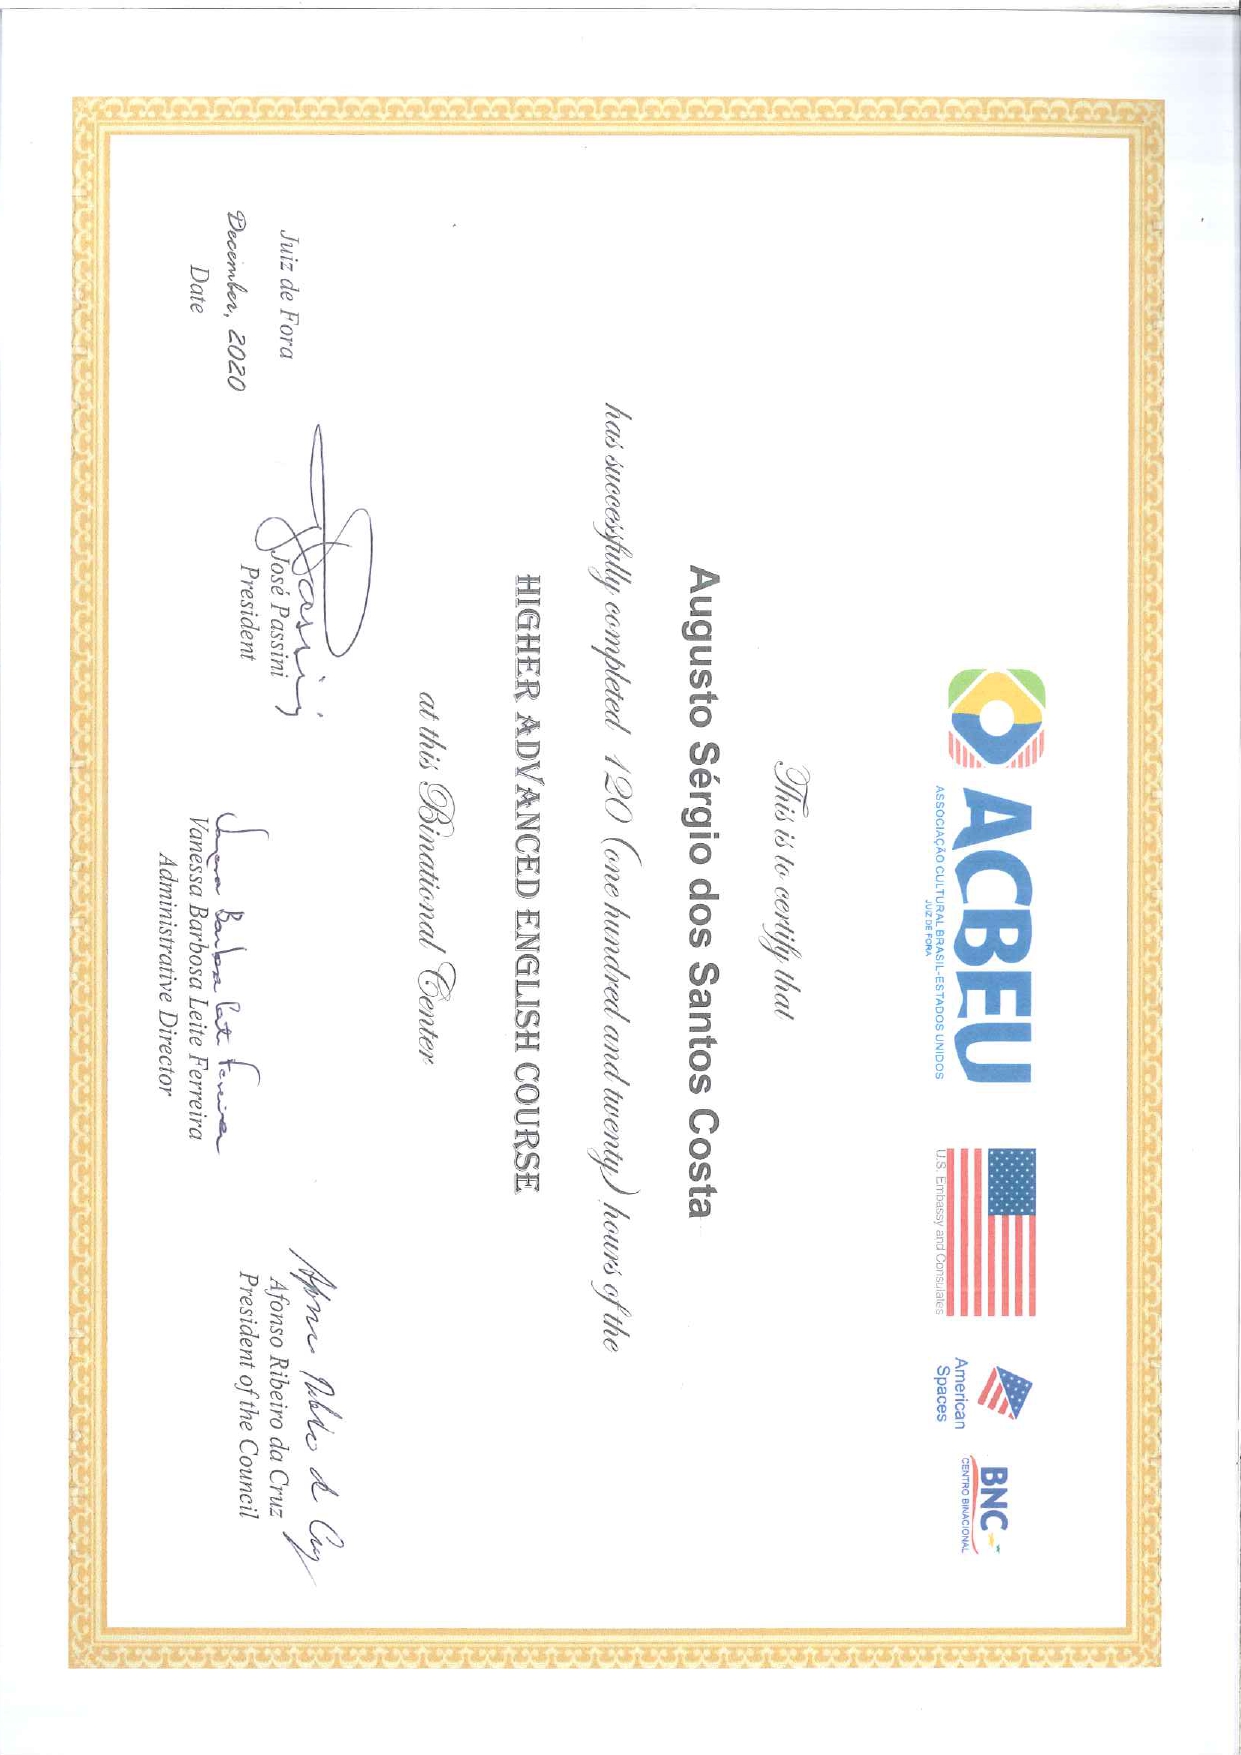 ACBEU
ASSOCIAÇÃO CULTURAL BRASIL-ESTADOS UNIDOS
JUIZ DE FORA
U.S. Embassy and Consulates
American
Spaces
BNC
CENTRO BINACIONAL
This is to certify that
Augusto Sérgio dos Santos Costa
has successfully completed 120 (one hundred and twenty) hours of the
HIGHER ADVANCED ENGLISH COURSE
at this Binational Center
Juiz de Fora
December, 2020
Date
Passini
José Passini
President
Vanessa Barbosa Leite Ferreira
Vanessa Barbosa Leite Ferreira
Administrative Director
Afonso Ribeiro da Cruz
Afonso Ribeiro da Cruz
President of the Council